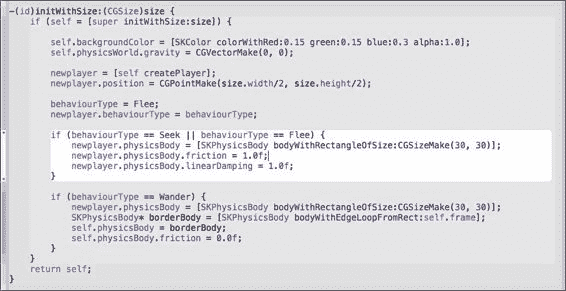 -(id)initWithSize:(CGSize)size {
if (self = [super initWithSize:size]) {
self.backgroundColor = [SKColor colorWithRed:0.15 green:0.15 blue:0.3 alpha:1.0];
self.physicsWorld.gravity = CGVectorMake(0, 0);
newplayer = [self createPlayer];
newplayer.position = CGPointMake(size.width/2, size.height/2);
behaviourType = Flee;
newplayer.behaviourType = behaviourType;
if (behaviourType == Seek || behaviourType == Flee) {
newplayer.physicsBody = [SKPhysicsBody bodyWithRectangleOfSize:CGSizeMake(30, 30)];
newplayer.physicsBody.friction = 1.0f;
newplayer.physicsBody.linearDamping = 1.0f;
}
if (behaviourType == Wander) {
newplayer.physicsBody = [SKPhysicsBody bodyWithRectangleOfSize:CGSizeMake(30, 30)];
SKPhysicsBody* borderBody = [SKPhysicsBody bodyWithEdgeLoopFromRect:self.frame];
self.physicsBody = borderBody;
self.physicsBody.friction = 0.0f;
}
}
return self;
}